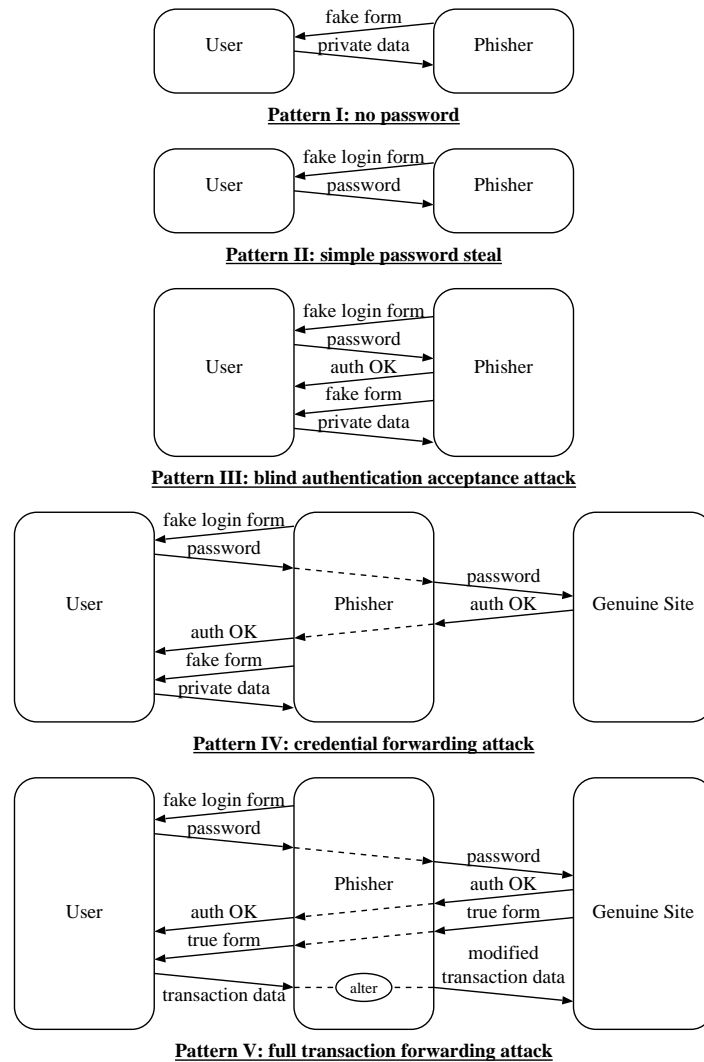 fake form
User
Phisher
private data
Pattern I: no password
fake login form
User
Phisher
password
Pattern II: simple password steal
fake login form
password
User
Phisher
auth OK
fake form
private data
Pattern III: blind authentication acceptance attack
fake login form
password
password
User
Phisher
Genuine Site
auth OK
auth OK
fake form
private data
Pattern IV: credential forwarding attack
fake login form
password
password
Phisher
auth OK
User
auth OK
Genuine Site
true form
true form
modified
transaction data
transaction data
alter
Pattern V: full transaction forwarding attack